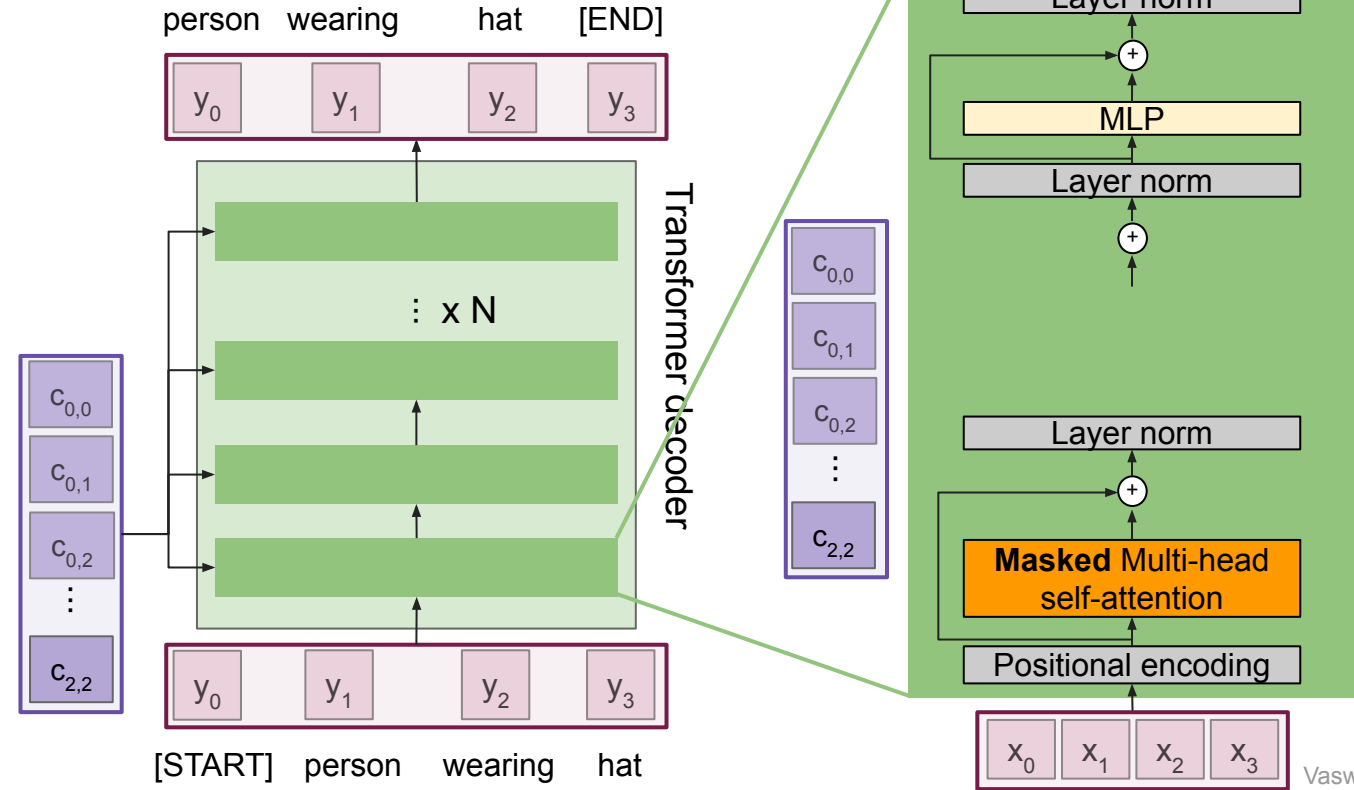 person wearing hat [END]
y0 y1 y2 y3
⋮ x N
Transformer decoder
c0,0
c0,1
c0,2
⋮
c2,2
y0 y1 y2 y3
[START] person wearing hat
c0,0
c0,1
c0,2
⋮
c2,2
Layer norm
+
MLP
Layer norm
+
Layer norm
+
Masked Multi-head
self-attention
Positional encoding
x0 x1 x2 x3
Vasw